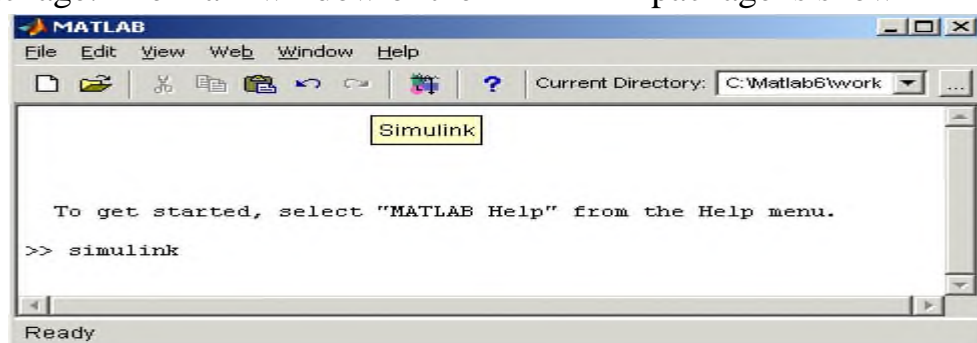 MATLAB
File Edit View Web Window Help
? Current Directory: C:\Matlab6\work ...
Simulink
To get started, select "MATLAB Help" from the Help menu.
>> simulink
Ready